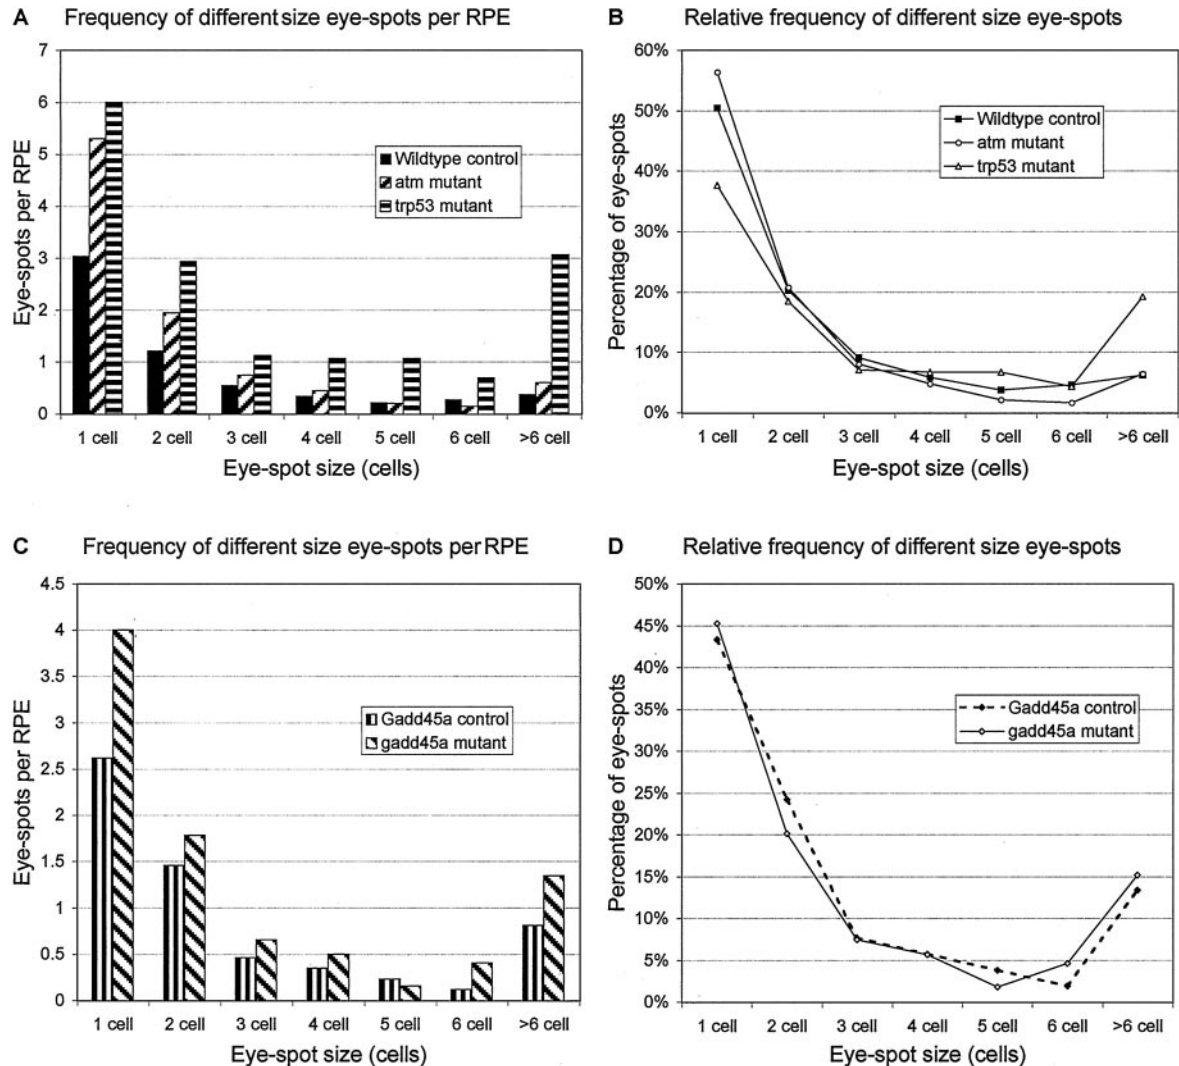 A Frequency of different size eye-spots per RPE
Eye-spots per RPE
7
6
5
4
3
2
1
0
Wildtype control
atm mutant
trp53 mutant
1 cell 2 cell 3 cell 4 cell 5 cell 6 cell >6 cell
Eye-spot size (cells)
B Relative frequency of different size eye-spots
Percentage of eye-spots
60%
50%
40%
30%
20%
10%
0%
Wildtype control
atm mutant
trp53 mutant
1 cell 2 cell 3 cell 4 cell 5 cell 6 cell >6 cell
Eye-spot size (cells)
C Frequency of different size eye-spots per RPE
Eye-spots per RPE
4.5
4
3.5
3
2.5
2
1.5
1
0.5
0
Gadd45a control
gadd45a mutant
1 cell 2 cell 3 cell 4 cell 5 cell 6 cell >6 cell
Eye-spot size (cells)
D Relative frequency of different size eye-spots
Percentage of eye-spots
50%
45%
40%
35%
30%
25%
20%
15%
10%
5%
0%
Gadd45a control
gadd45a mutant
1 cell 2 cell 3 cell 4 cell 5 cell 6 cell >6 cell
Eye-spot size (cells)